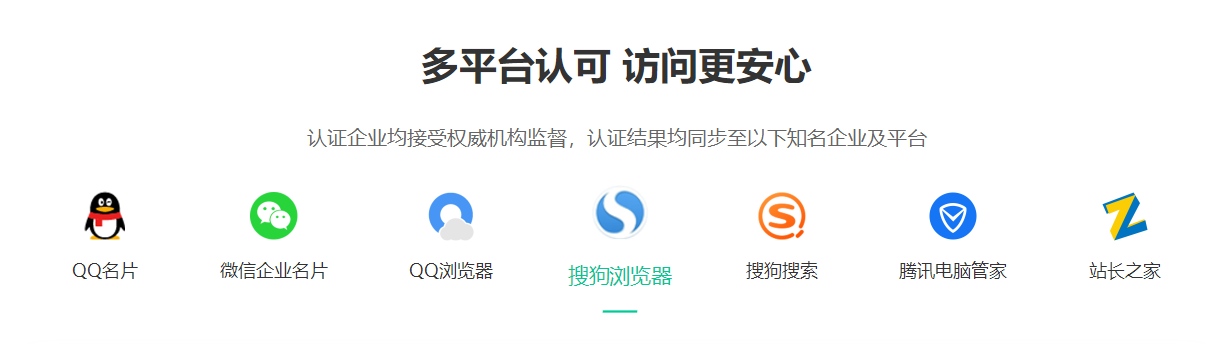 多平台认可 访问更安心
认证企业均接受权威机构监督，认证结果均同步至以下知名企业及平台
QQ名片
微信企业名片
QQ浏览器
搜狗浏览器
搜狗搜索
腾讯电脑管家
站长之家